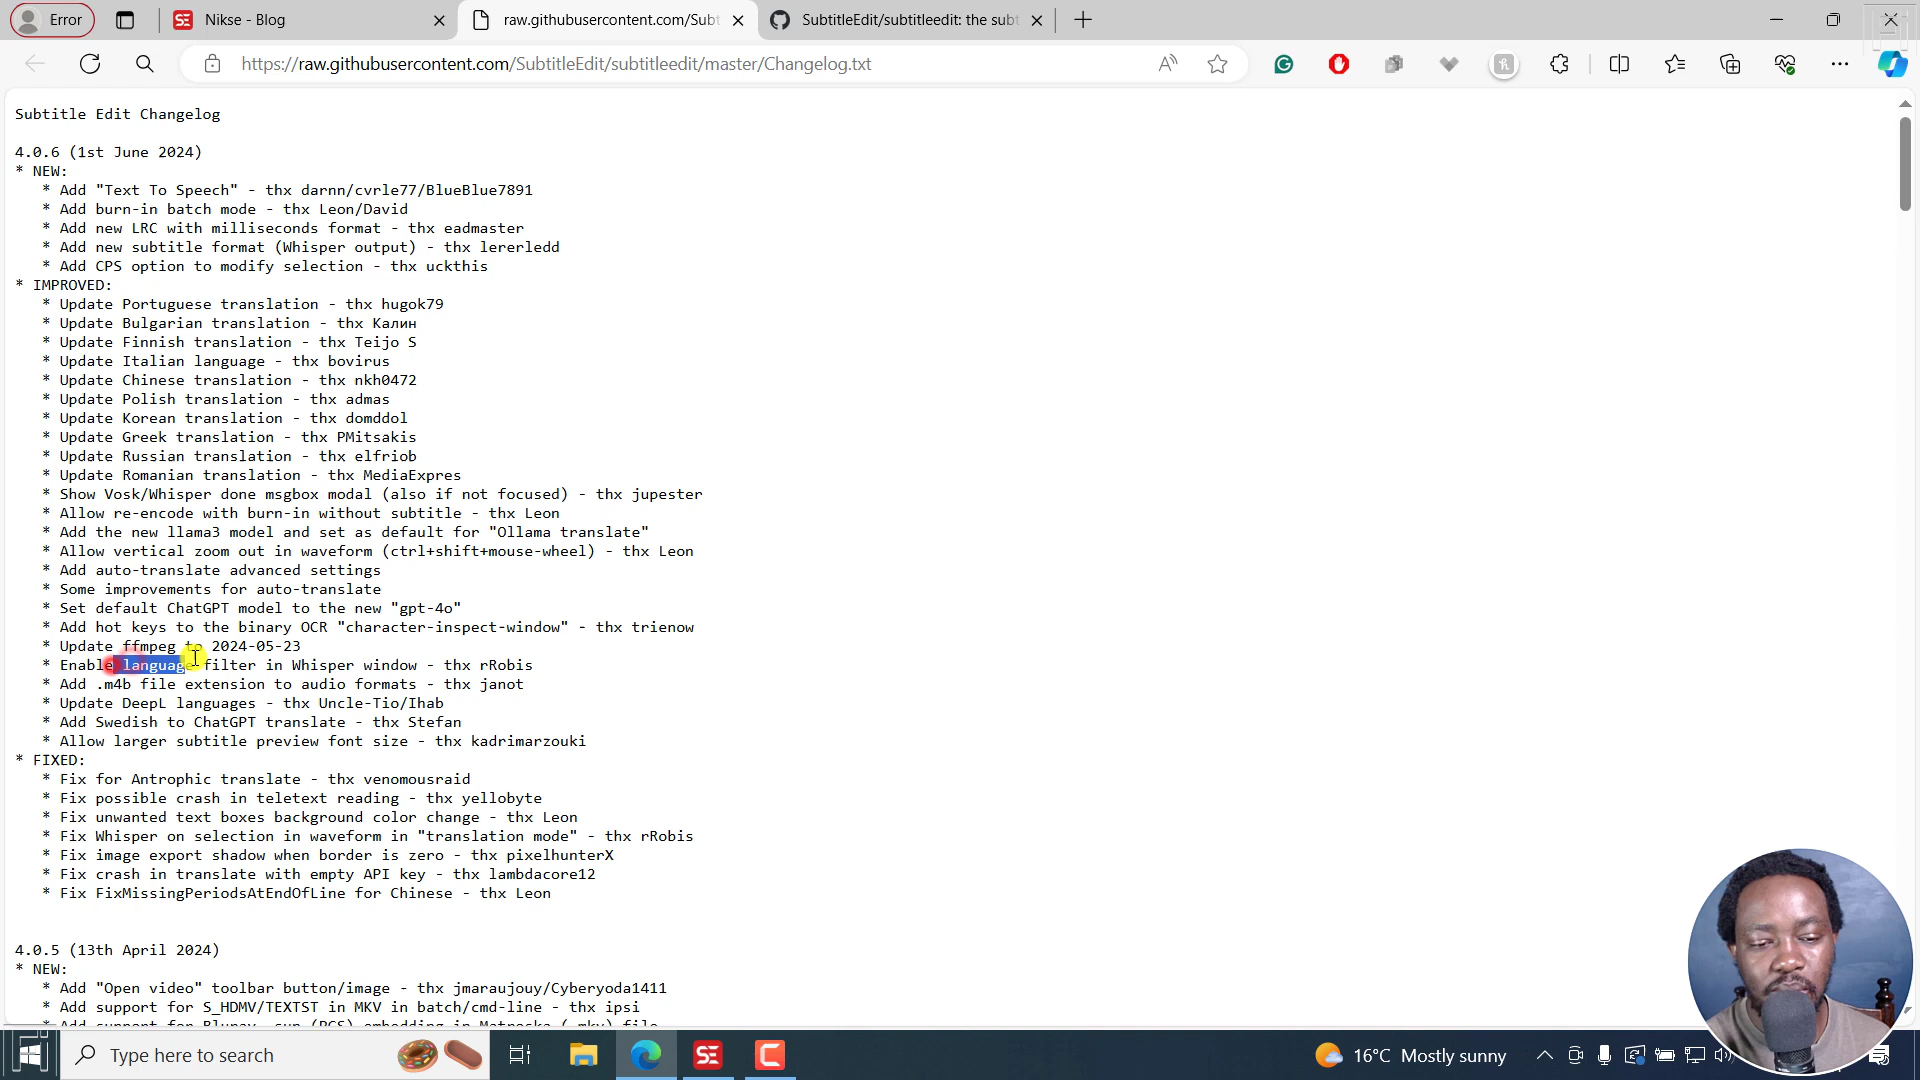 Error
Nikse - Blog
raw.githubusercontent.com/Subt
SubtitleEdit/subtitleedit: the subt
https://raw.githubusercontent.com/SubtitleEdit/subtitleedit/master/Changelog.txt
Subtitle Edit Changelog
4.0.6 (1st June 2024)
* NEW:
* Add "Text To Speech" - thx darnn/cvrle77/BlueBlue7891
* Add burn-in batch mode - thx Leon/David
* Add new LRC with milliseconds format - thx eadmaster
* Add new subtitle format (Whisper output) - thx lererledd
* Add CPS option to modify selection - thx uckthis
* IMPROVED:
* Update Portuguese translation - thx hugok79
* Update Bulgarian translation - thx Калин
* Update Finnish translation - thx Teijo S
* Update Italian language - thx bovirus
* Update Chinese translation - thx nkh0472
* Update Polish translation - thx admas
* Update Korean translation - thx domddol
* Update Greek translation - thx PMitsakis
* Update Russian translation - thx elfriob
* Update Romanian translation - thx MediaExpres
* Show Vosk/Whisper done msgbox modal (also if not focused) - thx jupester
* Allow re-encode with burn-in without subtitle - thx Leon
* Add the new llama3 model and set as default for "Ollama translate"
* Allow vertical zoom out in waveform (ctrl+shift+mouse-wheel) - thx Leon
* Add auto-translate advanced settings
* Some improvements for auto-translate
* Set default ChatGPT model to the new "gpt-4o"
* Add hot keys to the binary OCR "character-inspect-window" - thx trienow
* Update ffmpeg to 2024-05-23
* Enable language filter in Whisper window - thx rRobis
* Add .m4b file extension to audio formats - thx janot
* Update DeepL languages - thx Uncle-Tio/Ihab
* Add Swedish to ChatGPT translate - thx Stefan
* Allow larger subtitle preview font size - thx kadrimarzouki
* FIXED:
* Fix for Antrophic translate - thx venomousraid
* Fix possible crash in teletext reading - thx yellobyte
* Fix unwanted text boxes background color change - thx Leon
* Fix Whisper on selection in waveform in "translation mode" - thx rRobis
* Fix image export shadow when border is zero - thx pixelhunterX
* Fix crash in translate with empty API key - thx lambdacore12
* Fix FixMissingPeriodsAtEndOfLine for Chinese - thx Leon
4.0.5 (13th April 2024)
* NEW:
* Add "Open video" toolbar button/image - thx jmaraujouy/Cyberyoda1411
* Add support for S_HDMV/TEXTST in MKV in batch/cmd-line - thx ipsi
* Add support for Bluray .sup (PGS) embedding in Matroska (.mkv) file
Type here to search
16°C Mostly sunny